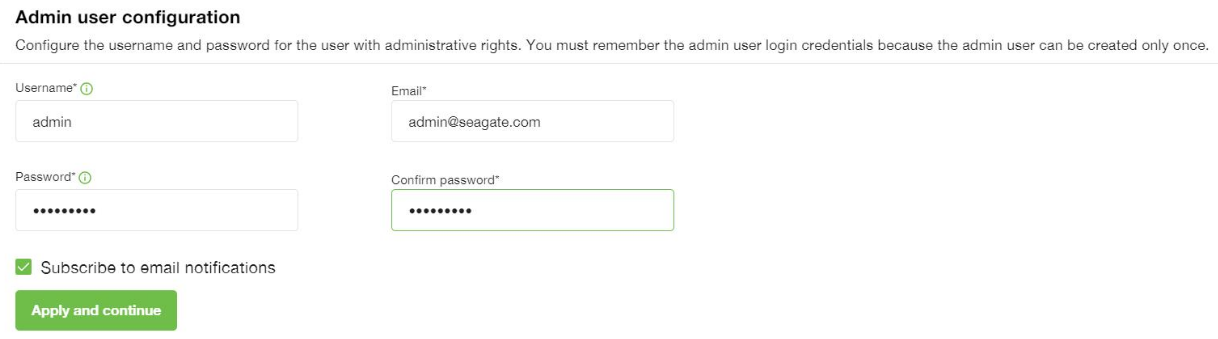 Admin user configuration
Configure the username and password for the user with administrative rights. You must remember the admin user login credentials because the admin user can be created only once.
Username*
Email*
admin
admin@seagate.com
Password*
Confirm password*
•••••••••
•••••••••
Subscribe to email notifications
Apply and continue